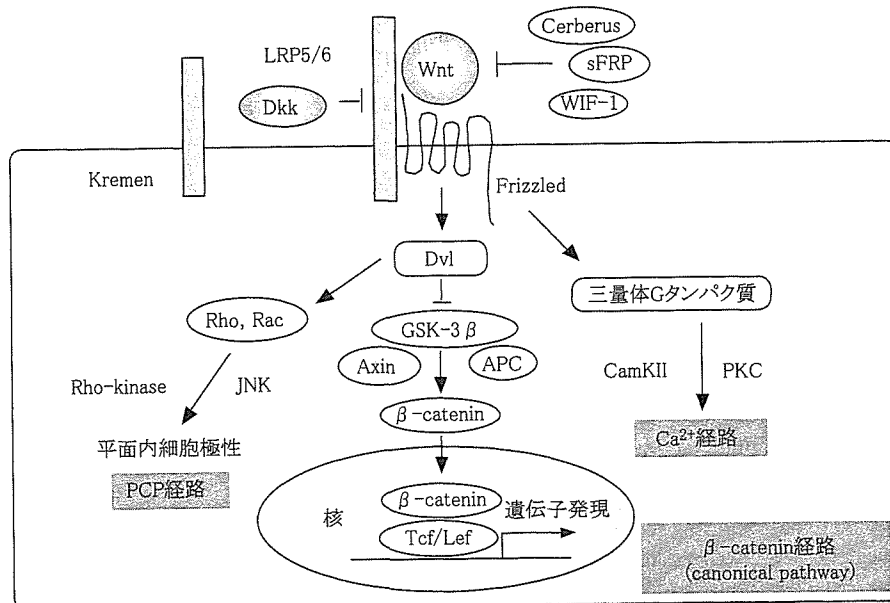 Cerberus
LRP5/6
Wnt
sFRP
Dkk
WIF-1
Kremen
Frizzled
Dvl
三量体Gタンパク質
Rho, Rac
GSK-3β
Axin
APC
CamKII
PKC
Rho-kinase
JNK
β-catenin
平面内細胞極性
Ca²⁺経路
PCP経路
β-catenin
核
遺伝子発現
Tcf/Lef
β-catenin経路
(canonical pathway)